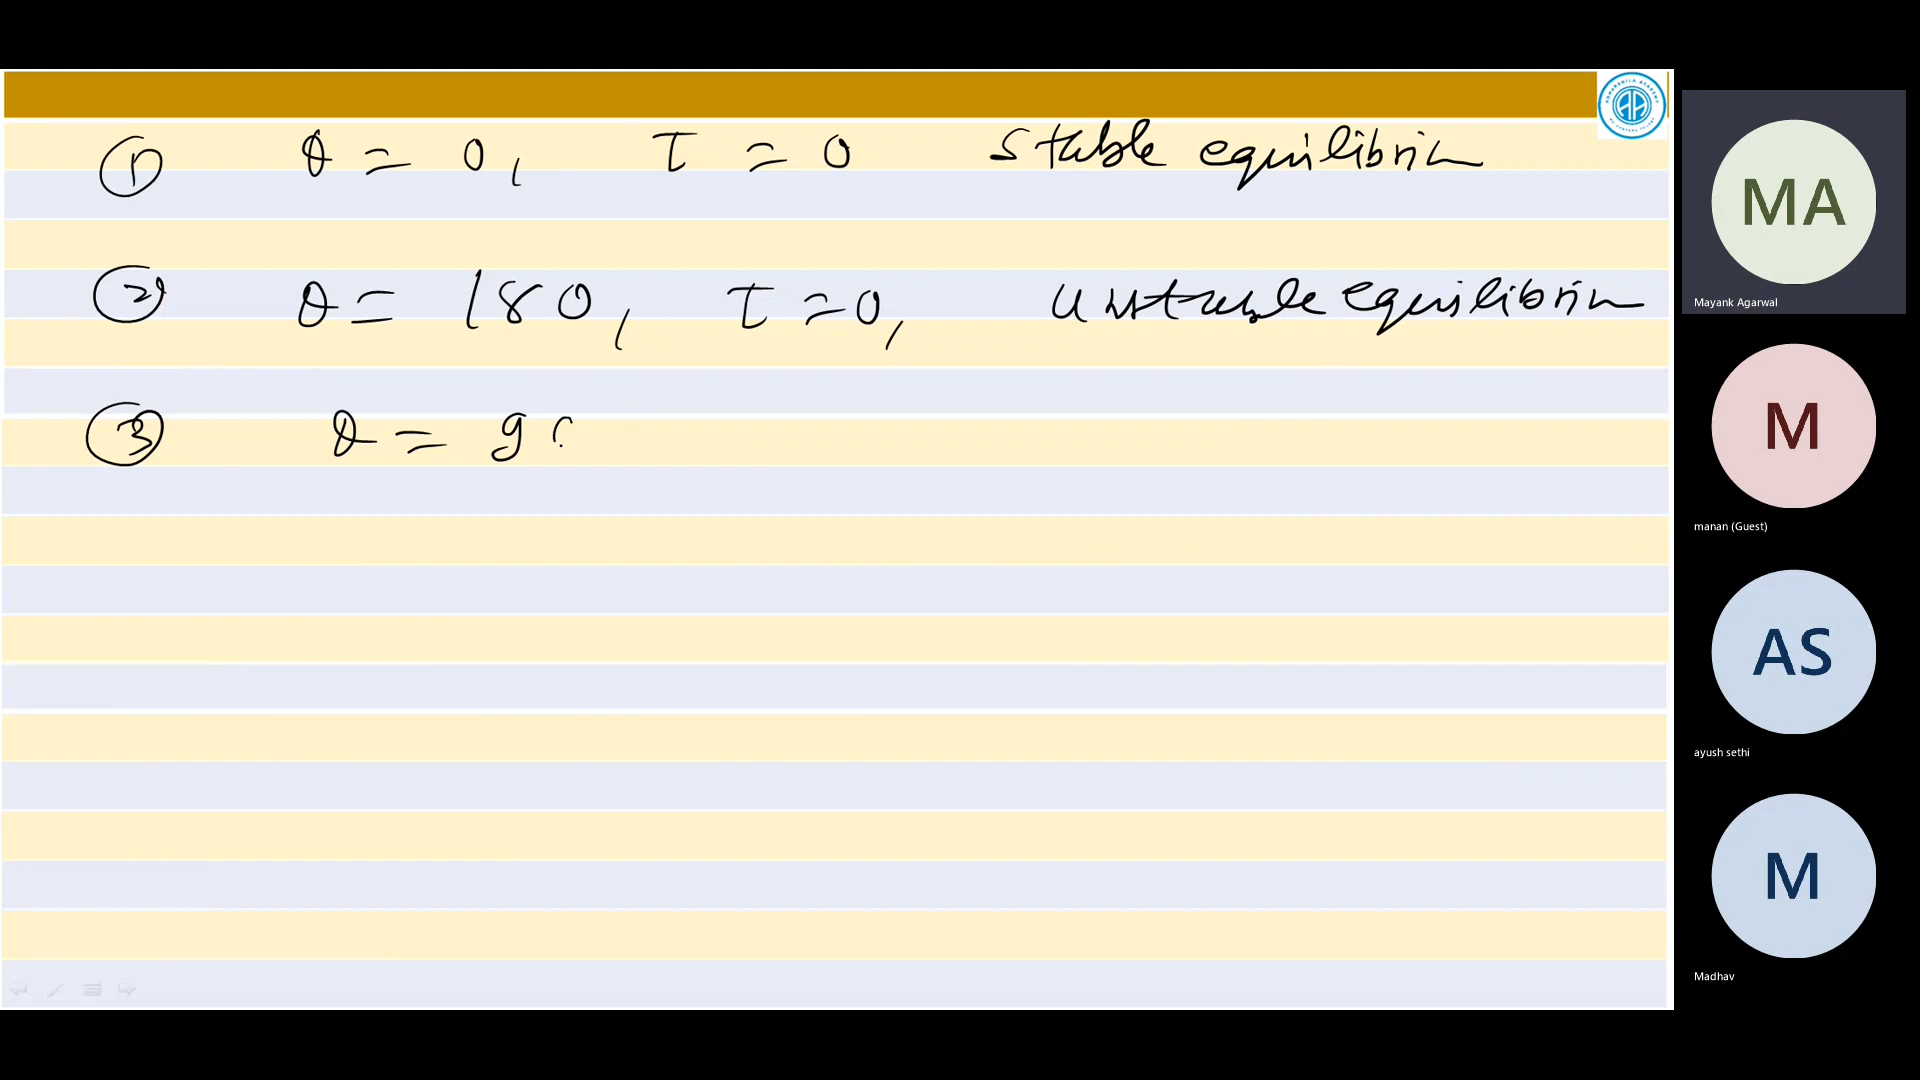 ① θ = 0, τ = 0 stable equilibrium
② θ = 180, τ = 0, unstable equilibrium
③ θ = 90
MA
Mayank Agarwal
M
manan (Guest)
AS
ayush sethi
M
Madhav